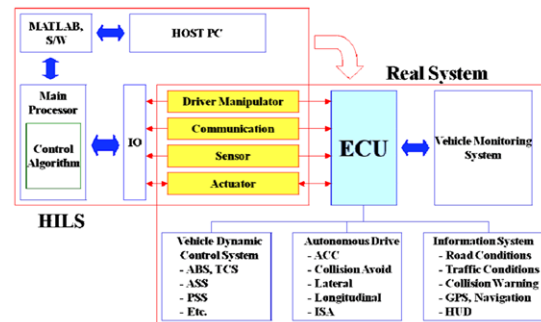 MATLAB,
S/W
HOST PC
Real System
Main
Processor
Control
Algorithm
IO
Driver Manipulator
Communication
Sensor
Actuator
ECU
Vehicle Monitoring
System
HILS
Vehicle Dynamic
Control System
- ABS, TCS
- ASS
- PSS
- Etc.
Autonomous Drive
- ACC
- Collision Avoid
- Lateral
- Longitudinal
- ISA
Information System
- Road Conditions
- Traffic Conditions
- Collision Warning
- GPS, Navigation
- HUD